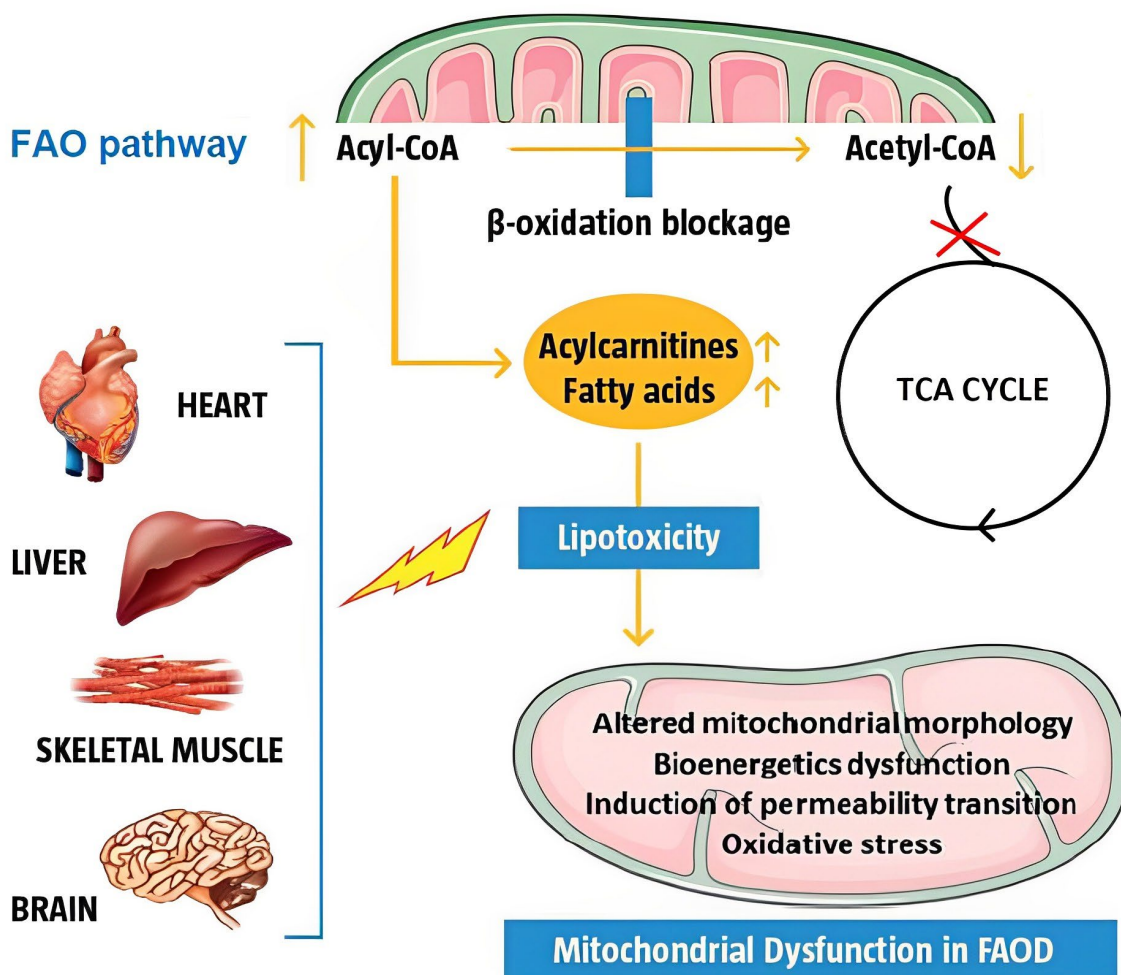 FAO pathway
Acyl-CoA
Acetyl-CoA
β-oxidation blockage
Acylcarnitines
Fatty acids
TCA CYCLE
HEART
LIVER
Lipotoxicity
SKELETAL MUSCLE
BRAIN
Altered mitochondrial morphology
Bioenergetics dysfunction
Induction of permeability transition
Oxidative stress
Mitochondrial Dysfunction in FAOD